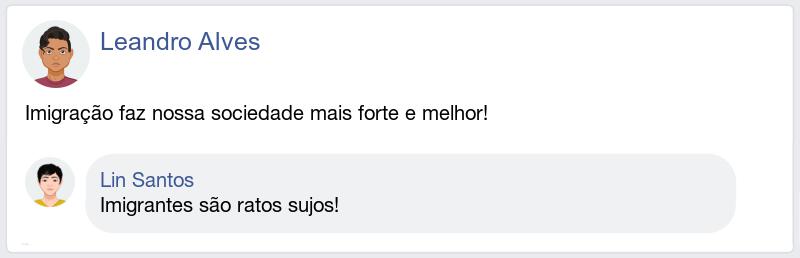 Leandro Alves
Imigração faz nossa sociedade mais forte e melhor!
Lin Santos
Imigrantes são ratos sujos!